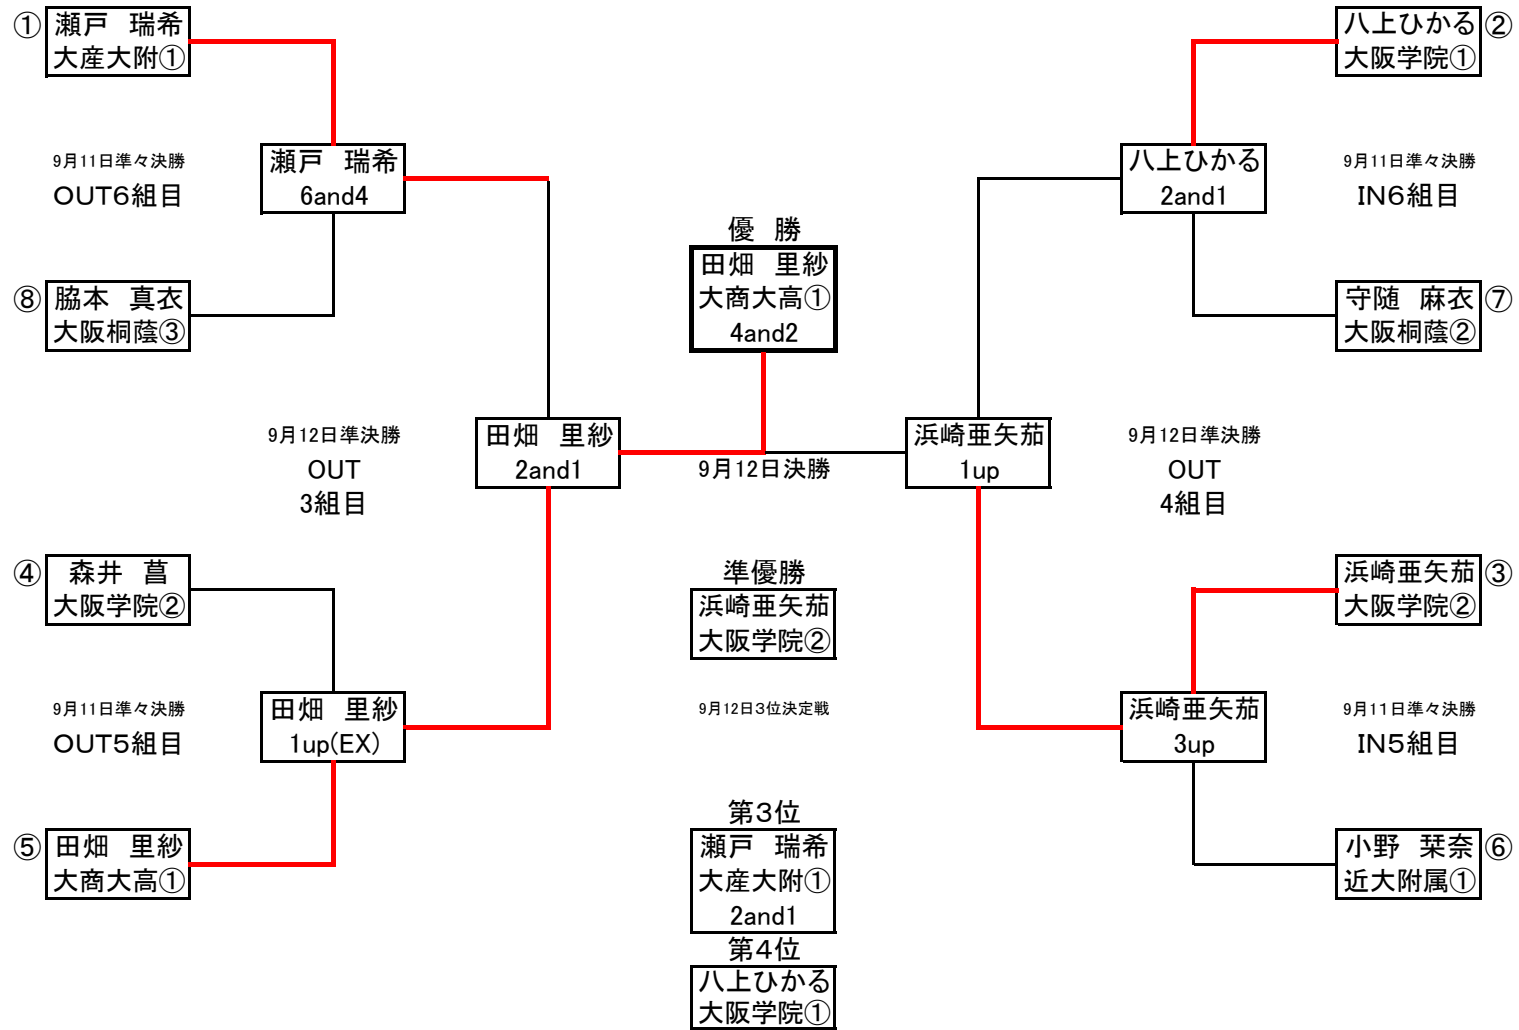 ①
瀬戸　瑞希
大産大附①
八上ひかる
大阪学院①
②
9月11日準々決勝
OUT6組目
瀬戸　瑞希
6and4
八上ひかる
2and1
9月11日準々決勝
IN6組目
優　勝
田畑　里紗
大商大高①
4and2
⑧
脇本　真衣
大阪桐蔭③
守随　麻衣
大阪桐蔭②
⑦
9月12日準決勝
OUT
3組目
田畑　里紗
2and1
9月12日決勝
浜崎亜矢茄
1up
9月12日準決勝
OUT
4組目
④
森井　菖
大阪学院②
準優勝
浜崎亜矢茄
大阪学院②
浜崎亜矢茄
大阪学院②
③
9月11日準々決勝
OUT5組目
田畑　里紗
1up(EX)
9月12日3位決定戦
浜崎亜矢茄
3up
9月11日準々決勝
IN5組目
⑤
田畑　里紗
大商大高①
第3位
瀬戸　瑞希
大産大附①
2and1
小野　栞奈
近大附属①
⑥
第4位
八上ひかる
大阪学院①